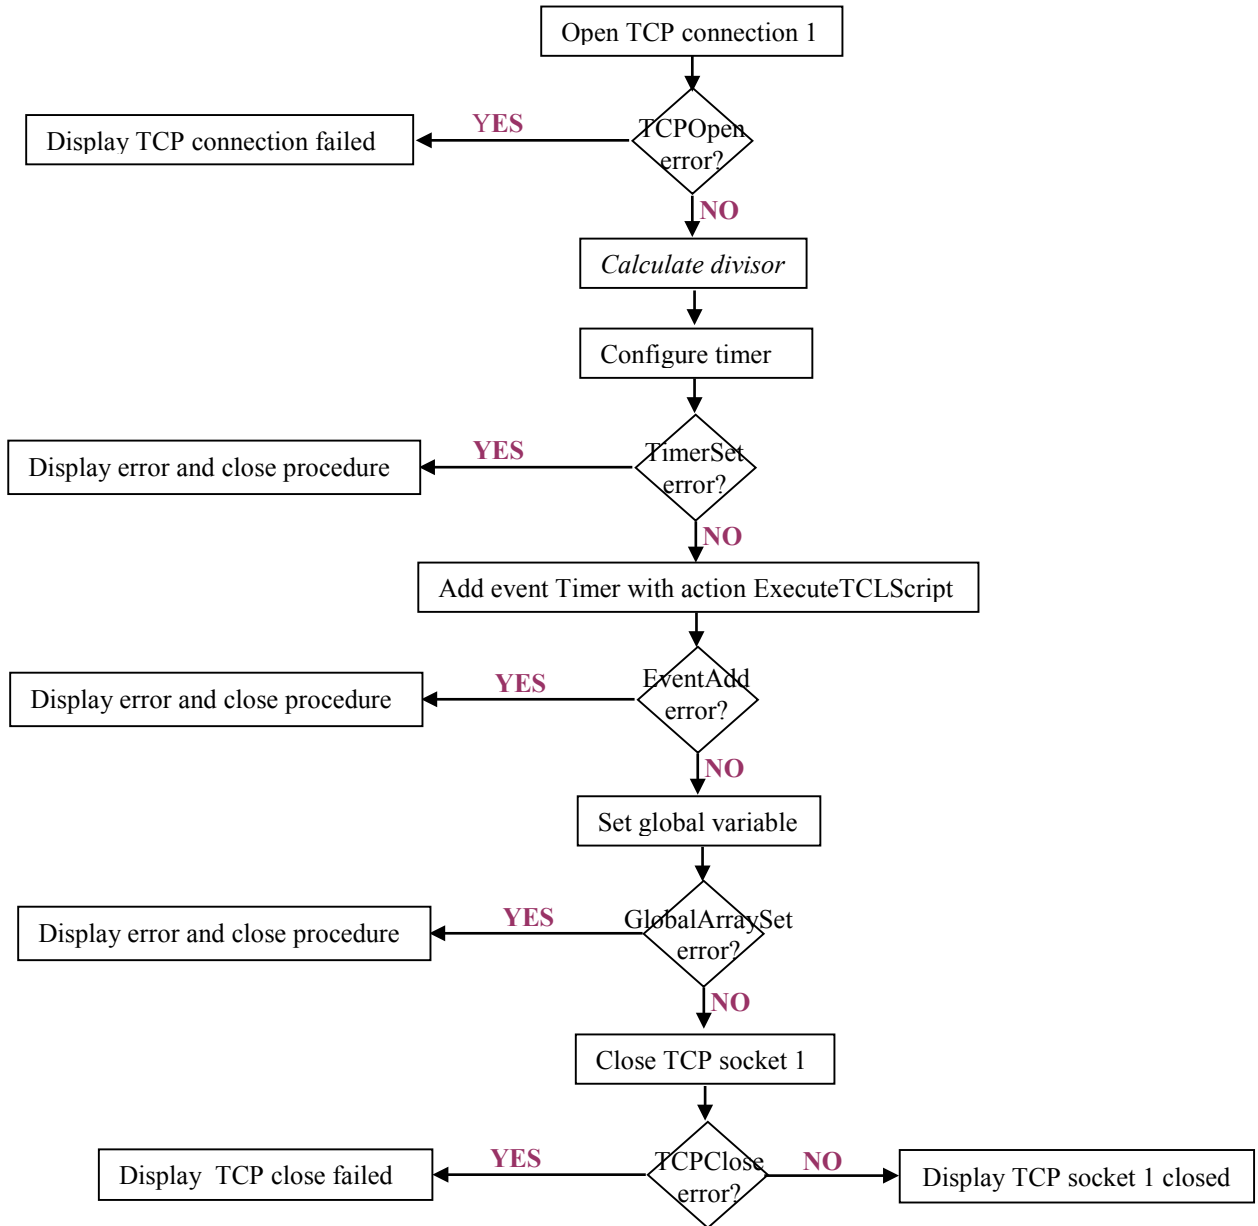 Open TCP connection 1
Display TCP connection failed
YES
TCPOpen
error?
NO
Calculate divisor
Configure timer
Display error and close procedure
YES
TimerSet
error?
NO
Add event Timer with action ExecuteTCLScript
Display error and close procedure
YES
EventAdd
error?
NO
Set global variable
Display error and close procedure
YES
GlobalArraySet
error?
NO
Close TCP socket 1
Display TCP close failed
YES
TCPClose
error?
NO
Display TCP socket 1 closed